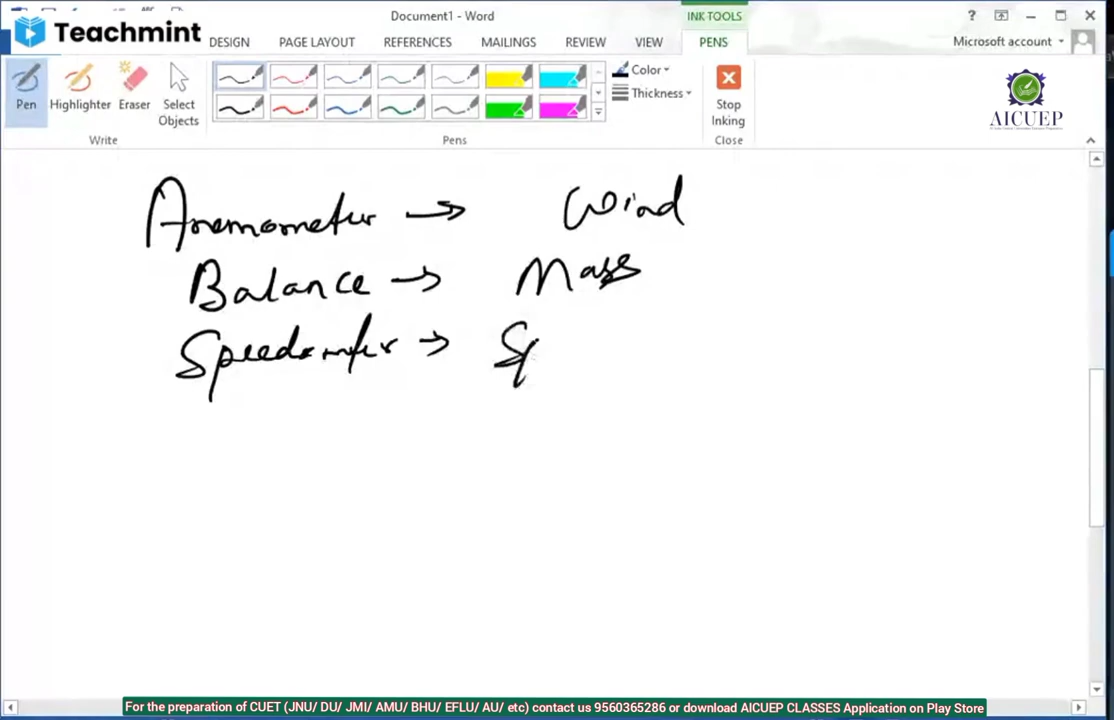 Document1 - Word
INK TOOLS
Teachmint
DESIGN PAGE LAYOUT REFERENCES MAILINGS REVIEW VIEW PENS
Microsoft account
Pen Highlighter Eraser Select Objects
Color
Thickness
Stop Inking
Write Pens Close
AICUEP
Anemometer → Wind
Balance → Mass
Speedometer → Sp
For the preparation of CUET (JNU/ DU/ JMI/ AMU/ BHU/ EFLU/ AU/ etc) contact us 9560365286 or download AICUEP CLASSES Application on Play Store